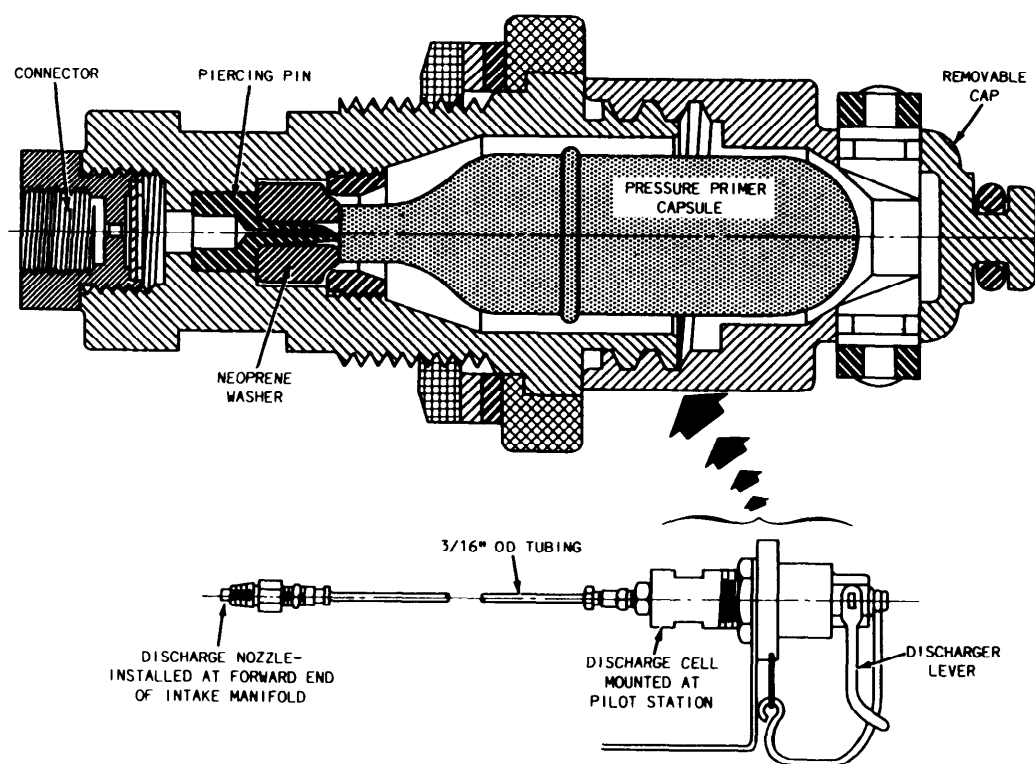 CONNECTOR
PIERCING PIN
REMOVABLE
CAP
PRESSURE PRIMER
CAPSULE
NEOPRENE
WASHER
3/16" OD TUBING
DISCHARGE NOZZLE-
INSTALLED AT FORWARD END
OF INTAKE MANIFOLD
DISCHARGE CELL
MOUNTED AT
PILOT STATION
DISCHARGER
LEVER